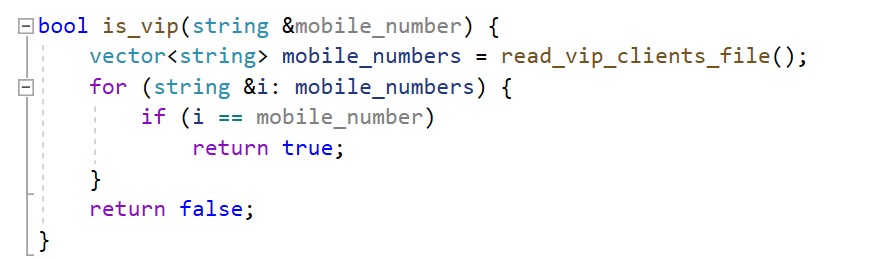 bool is_vip(string &mobile_number) {
    vector<string> mobile_numbers = read_vip_clients_file();
    for (string &i: mobile_numbers) {
        if (i == mobile_number)
            return true;
    }
    return false;
}